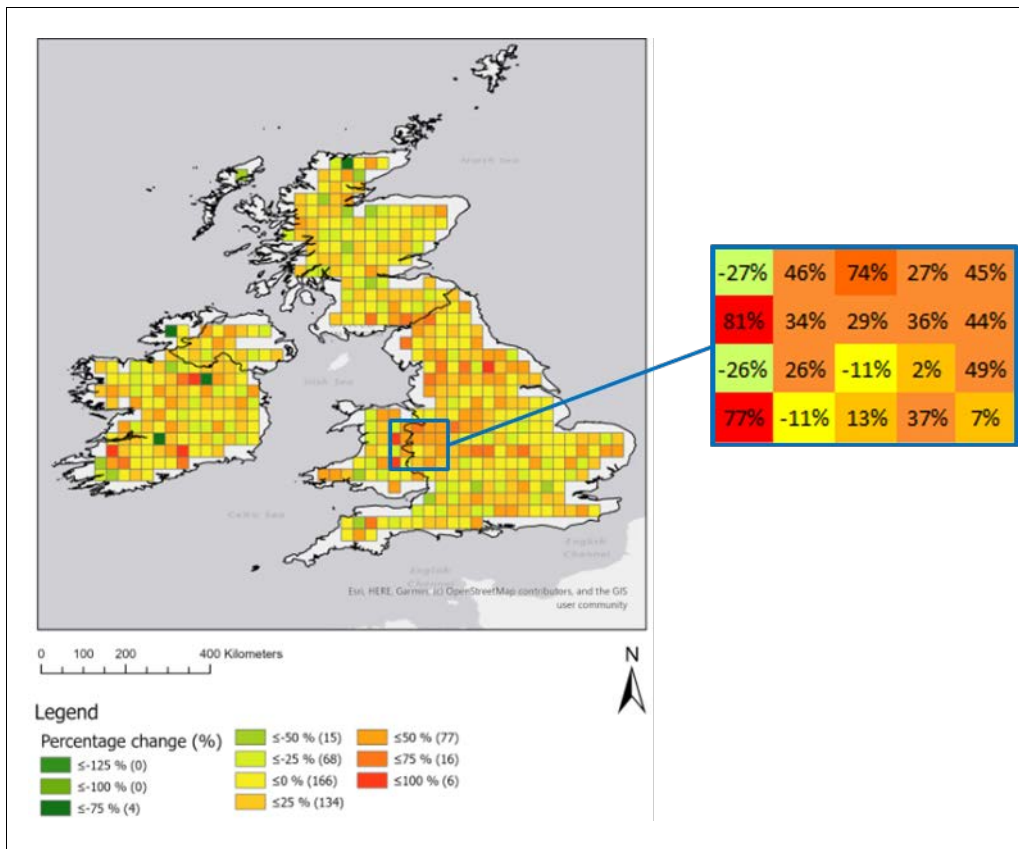 North Sea
-27% 46% 74% 27% 45%
81% 34% 29% 36% 44%
-26% 26% -11% 2% 49%
77% -11% 13% 37% 7%
Irish Sea
Celtic Sea
English
Channel
English
Channel
Esri, HERE, Garmin, (c) OpenStreetMap contributors, and the GIS
user community
0 100 200 400 Kilometers
N
Legend
Percentage change (%)
≤-125 % (0)
≤-100 % (0)
≤-75 % (4)
≤-50 % (15)
≤-25 % (68)
≤0 % (166)
≤25 % (134)
≤50 % (77)
≤75 % (16)
≤100 % (6)